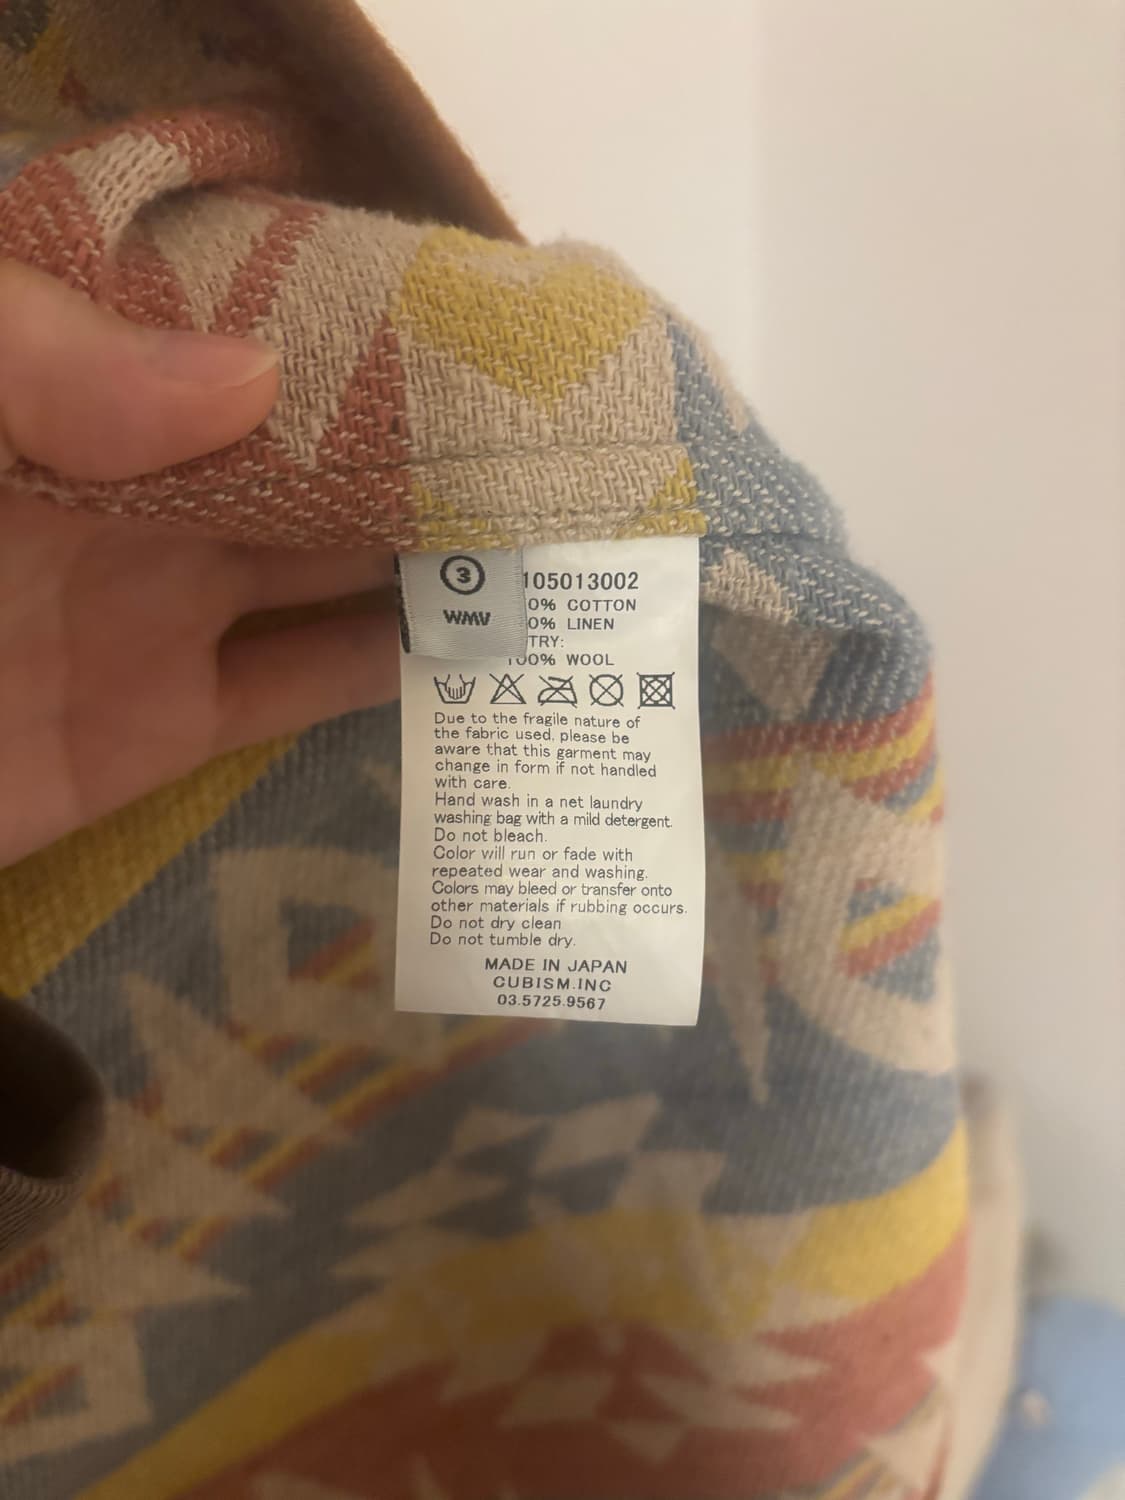 3
WMV
105013002
0% COTTON
0% LINEN
TRY:
100% WOOL
Due to the fragile nature of
the fabric used, please be
aware that this garment may
change in form if not handled
with care.
Hand wash in a net laundry
washing bag with a mild detergent.
Do not bleach.
Color will run or fade with
repeated wear and washing.
Colors may bleed or transfer onto
other materials if rubbing occurs.
Do not dry clean
Do not tumble dry.
MADE IN JAPAN
CUBISM.INC
03.5725.9567